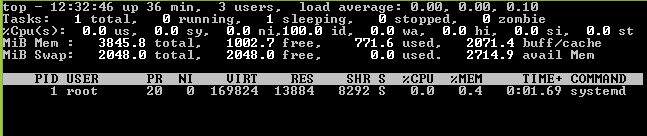 top - 12:32:46 up 36 min,  3 users,  load average: 0.00, 0.00, 0.10
Tasks:   1 total,   0 running,   1 sleeping,   0 stopped,   0 zombie
%Cpu(s):  0.0 us,  0.0 sy,  0.0 ni,100.0 id,  0.0 wa,  0.0 hi,  0.0 si,  0.0 st
MiB Mem :   3845.8 total,   1002.7 free,    771.6 used,   2071.4 buff/cache
MiB Swap:   2048.0 total,   2048.0 free,      0.0 used.   2714.9 avail Mem
PID USER      PR  NI    VIRT    RES    SHR S  %CPU  %MEM     TIME+ COMMAND
1 root      20   0  169824  13884   8292 S   0.0   0.4   0:01.69 systemd